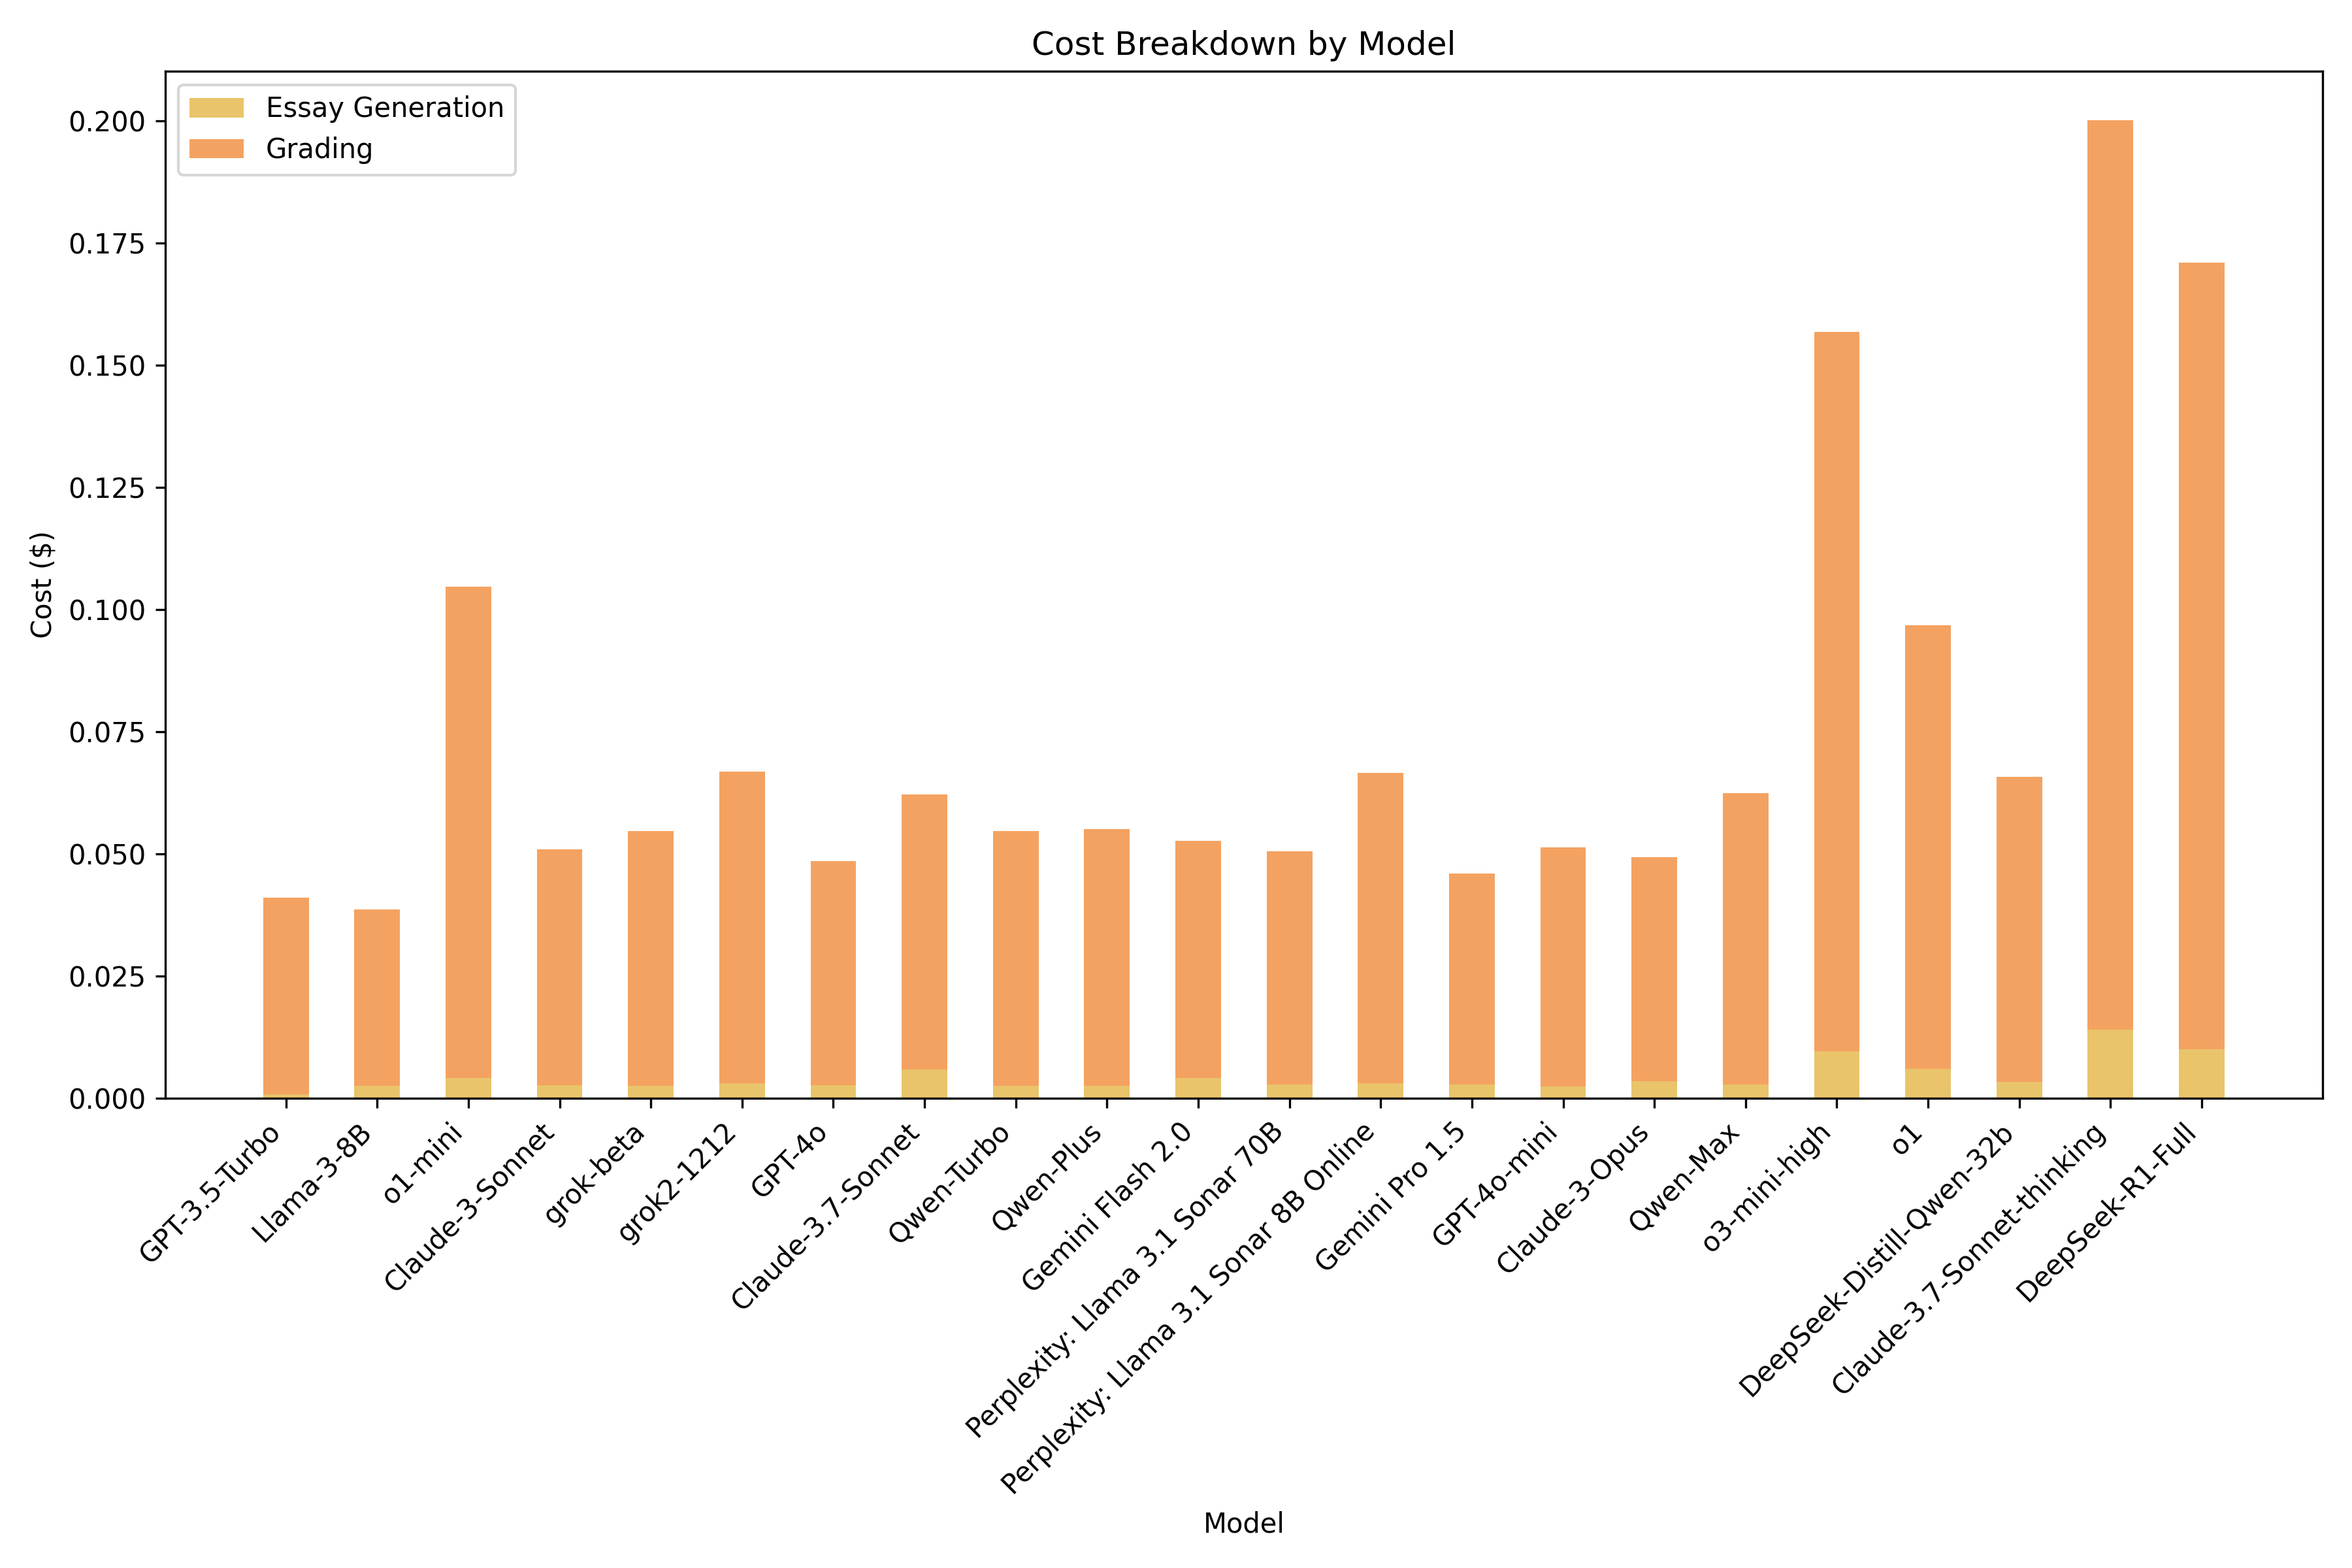 Cost Breakdown by Model
Essay Generation
Grading
Cost ($)
0.200
0.175
0.150
0.125
0.100
0.075
0.050
0.025
0.000
GPT-3.5-Turbo
Llama-3-8B
o1-mini
Claude-3-Sonnet
grok-beta
grok2-1212
GPT-4o
Claude-3.7-Sonnet
Qwen-Turbo
Qwen-Plus
Gemini Flash 2.0
Perplexity: Llama 3.1 Sonar 70B
Perplexity: Llama 3.1 Sonar 8B Online
Gemini Pro 1.5
GPT-4o-mini
Claude-3-Opus
Qwen-Max
o3-mini-high
o1
DeepSeek-Distill-Qwen-32b
Claude-3.7-Sonnet-thinking
DeepSeek-R1-Full
Model